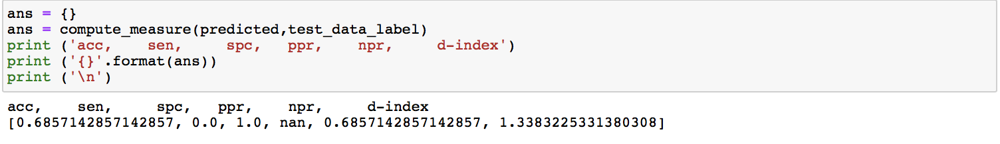 ans = {}
ans = compute_measure(predicted,test_data_label)
print ('acc,    sen,      spc,   ppr,    npr,      d-index')
print ('{}'.format(ans))
print ('\n')
acc,    sen,      spc,   ppr,    npr,      d-index
[0.6857142857142857, 0.0, 1.0, nan, 0.6857142857142857, 1.3383225331380308]